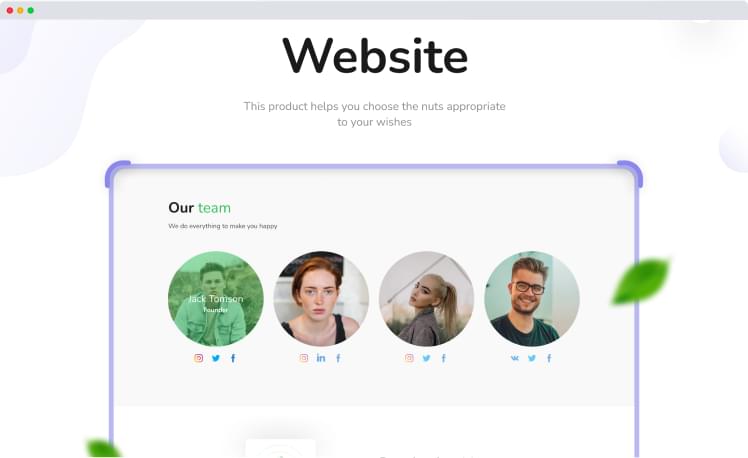 Website
This product helps you choose the nuts appropriate
to your wishes
Our team
We do everything to make you happy
Jack Tomson
Founder